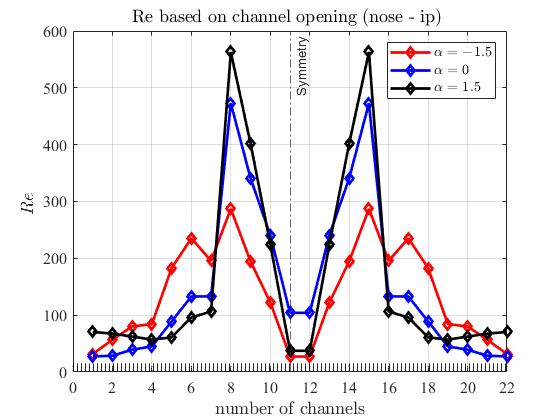 Re based on channel opening (nose - ip)
Symmetry
α = −1.5
α = 0
α = 1.5
Re
600
500
400
300
200
100
0
0 2 4 6 8 10 12 14 16 18 20 22
number of channels